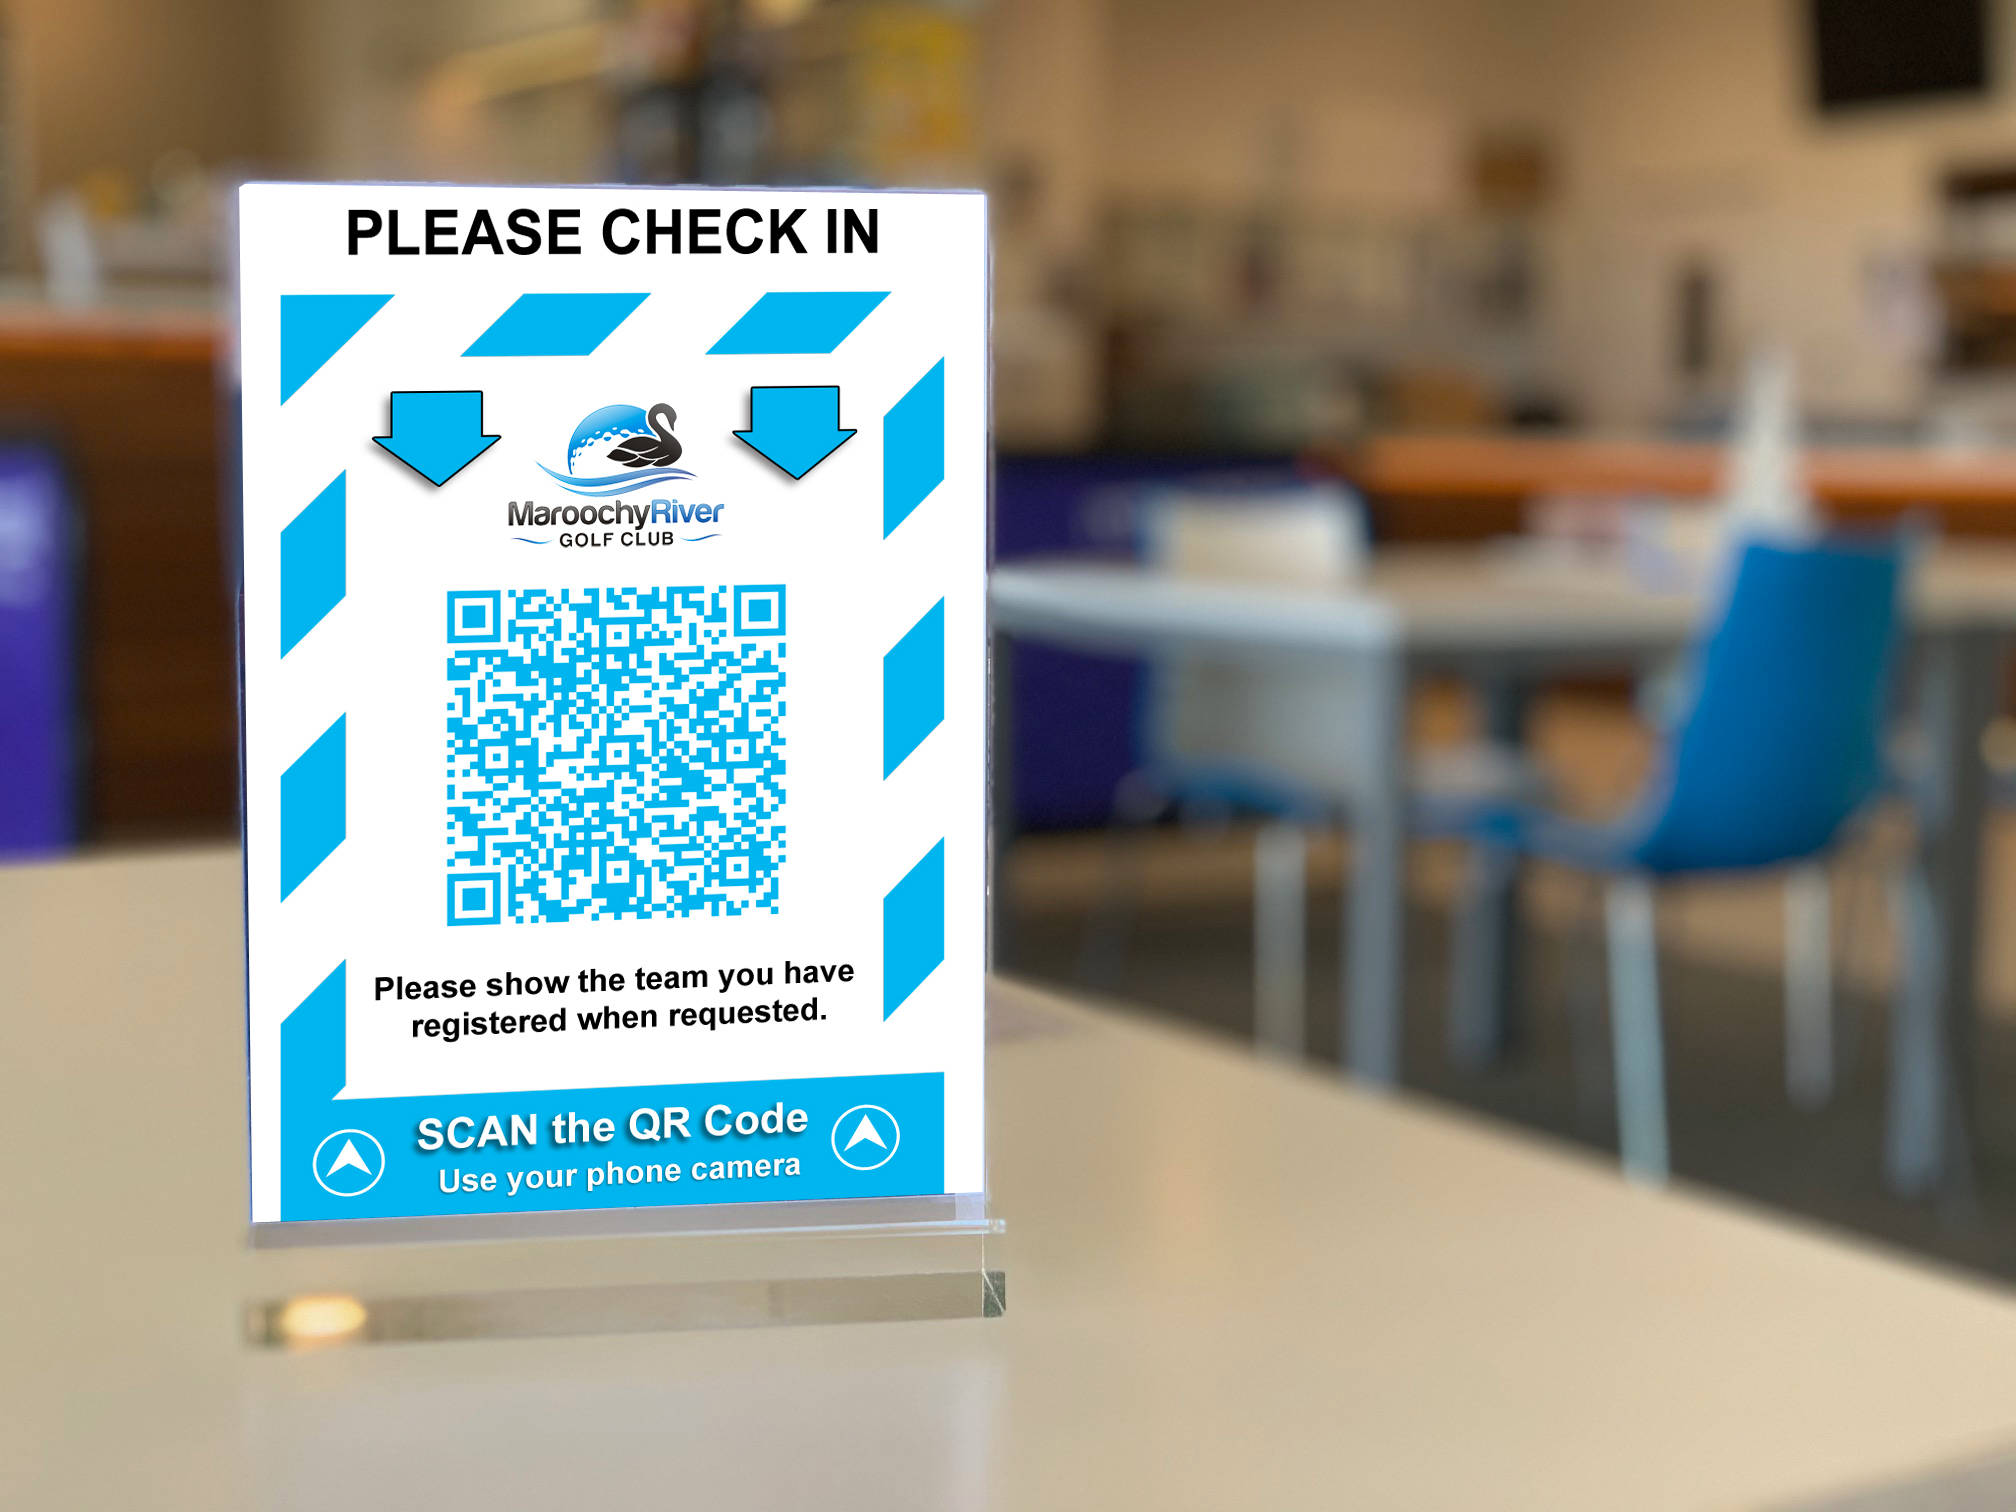 PLEASE CHECK IN
MaroochyRiver
GOLF CLUB
Please show the team you have
registered when requested.
SCAN the QR Code
Use your phone camera